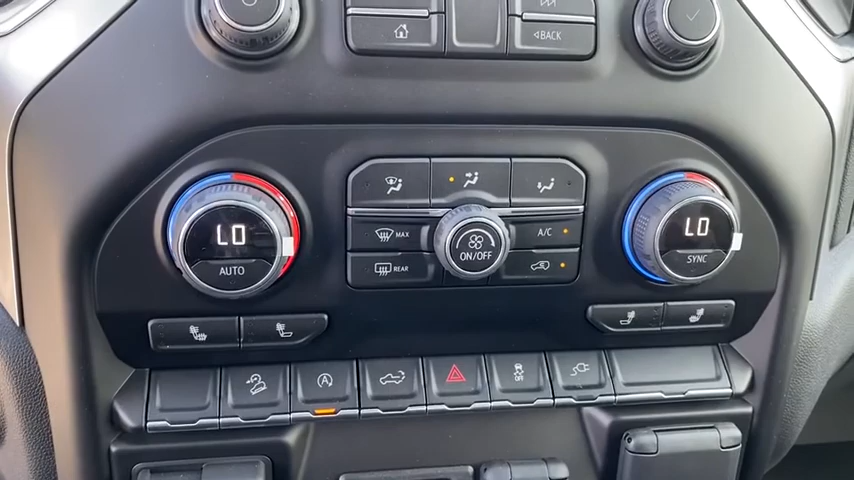 BACK
LO
AUTO
MAX
REAR
ON/OFF
A/C
LO
SYNC
A
OFF